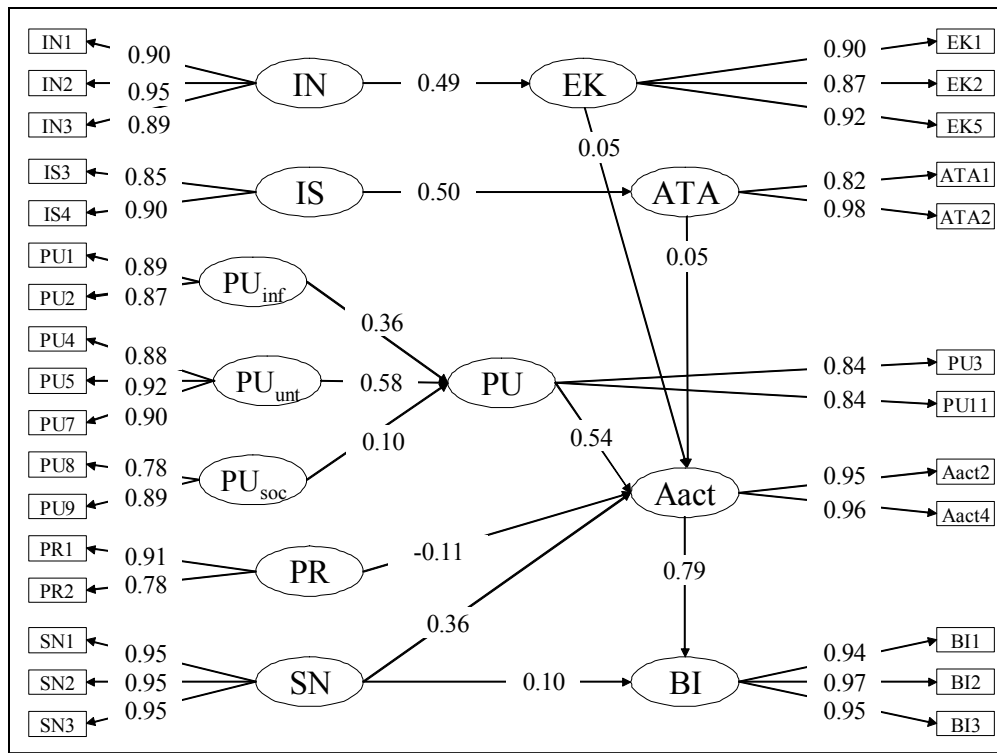 IN1 0.90 IN 0.49 EK 0.90 EK1
IN2 0.95 0.87 EK2
IN3 0.89 0.92 EK5
0.05
IS3 0.85 IS 0.50 ATA 0.82 ATA1
IS4 0.90 0.98 ATA2
0.05
PU1 0.89 PUinf
PU2 0.87
0.36
PU4 0.88
PU5 0.92 PUunt 0.58 PU 0.84 PU3
PU7 0.90 0.84 PU11
0.10 0.54
PU8 0.78 PUsoc
PU9 0.89 Aact 0.95 Aact2
0.96 Aact4
PR1 0.91 PR -0.11
PR2 0.78 0.79
0.36
SN1 0.95 SN 0.10 BI 0.94 BI1
SN2 0.95 0.97 BI2
SN3 0.95 0.95 BI3